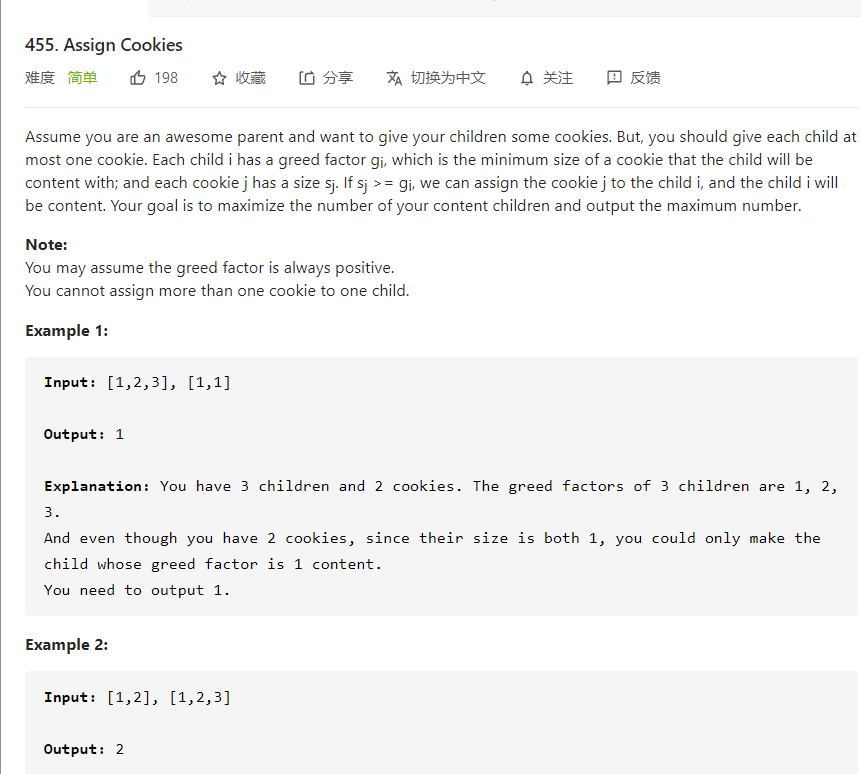 455. Assign Cookies
难度 简单 198 收藏 分享 切换为中文 关注 反馈
Assume you are an awesome parent and want to give your children some cookies. But, you should give each child at
most one cookie. Each child i has a greed factor gi, which is the minimum size of a cookie that the child will be
content with; and each cookie j has a size sj. If sj >= gi, we can assign the cookie j to the child i, and the child i will
be content. Your goal is to maximize the number of your content children and output the maximum number.
Note:
You may assume the greed factor is always positive.
You cannot assign more than one cookie to one child.
Example 1:
Input: [1,2,3], [1,1]
Output: 1
Explanation: You have 3 children and 2 cookies. The greed factors of 3 children are 1, 2,
3.
And even though you have 2 cookies, since their size is both 1, you could only make the
child whose greed factor is 1 content.
You need to output 1.
Example 2:
Input: [1,2], [1,2,3]
Output: 2